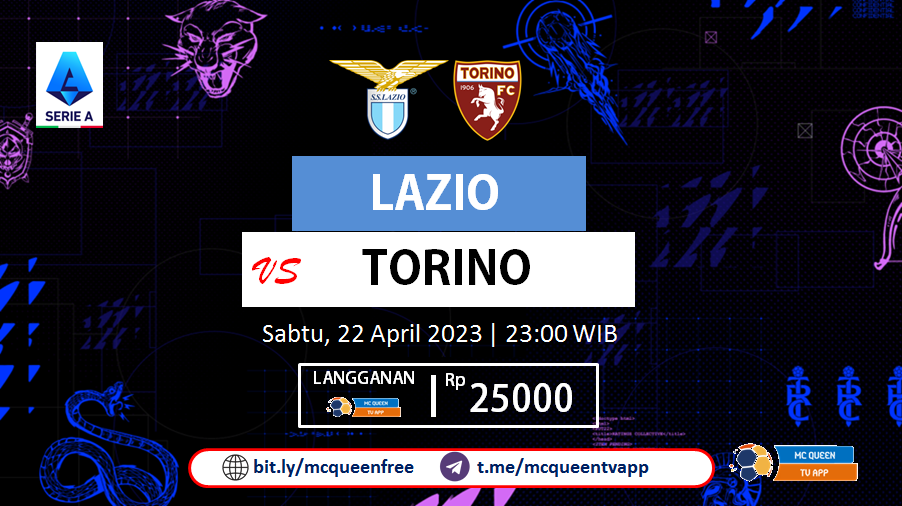 SERIE A
S.S.LAZIO
®
TORINO
1906
FC
LAZIO
VS
TORINO
Sabtu, 22 April 2023 | 23:00 WIB
LANGGANAN
MC QUEEN
TV APP
Rp 25000
bit.ly/mcqueenfree
t.me/mcqueentvapp
MC QUEEN
TV APP